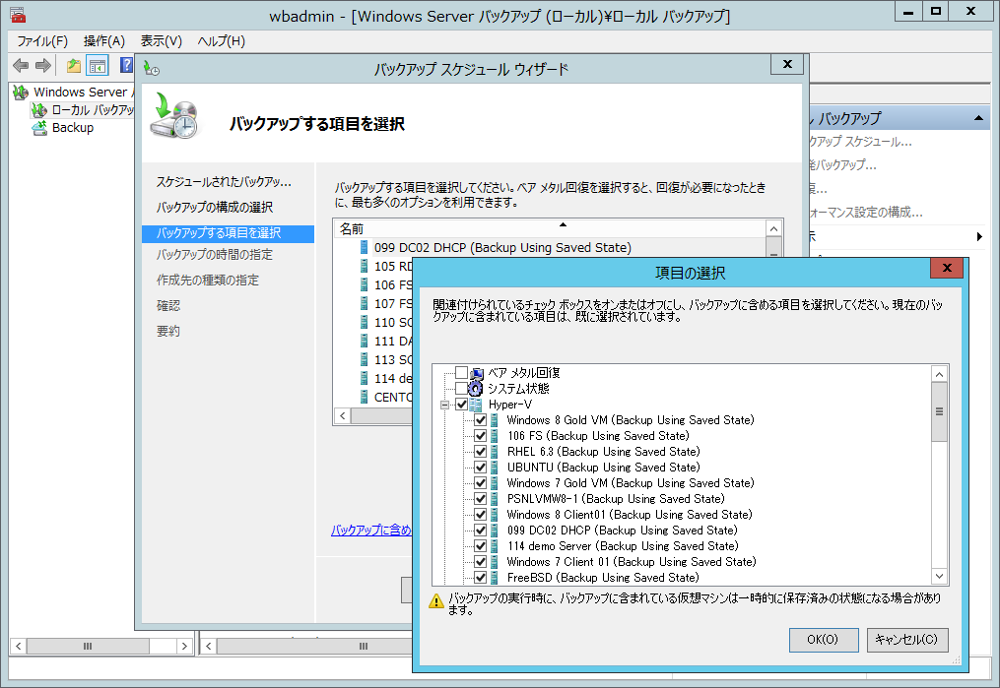 wbadmin - [Windows Server バックアップ (ローカル)¥ローカル バックアップ]
ファイル(F) 操作(A) 表示(V) ヘルプ(H)
Windows Server
ローカル バックアッ
Backup
バックアップ スケジュール ウィザード
バックアップする項目を選択
スケジュールされたバックアッ...
バックアップの構成の選択
バックアップする項目を選択
バックアップの時間の指定
作成先の種類の指定
確認
要約
バックアップする項目を選択してください。ベア メタル回復を選択すると、回復が必要になったとき
に、最も多くのオプションを利用できます。
名前
099 DC02 DHCP (Backup Using Saved State)
105 RD
106 FS
107 FS
110 SC
111 DA
113 SC
114 de
CENTO
バックアップに含め
バックアップ
クアップ スケジュール...
バックアップ...
...
ォーマンス設定の構成...
示
項目の選択
関連付けられているチェック ボックスをオンまたはオフにし、バックアップに含める項目を選択してください。現在のバッ
クアップに含まれている項目は、既に選択されています。
ベア メタル回復
システム状態
Hyper-V
Windows 8 Gold VM (Backup Using Saved State)
106 FS (Backup Using Saved State)
RHEL 6.3 (Backup Using Saved State)
UBUNTU (Backup Using Saved State)
Windows 7 Gold VM (Backup Using Saved State)
PSNLVMW8-1 (Backup Using Saved State)
Windows 8 Client01 (Backup Using Saved State)
099 DC02 DHCP (Backup Using Saved State)
114 demo Server (Backup Using Saved State)
Windows 7 Client 01 (Backup Using Saved State)
FreeBSD (Backup Using Saved State)
バックアップの実行時に、バックアップに含まれている仮想マシンは一時的に保存済みの状態になる場合があり
ます。
OK(O) キャンセル(C)